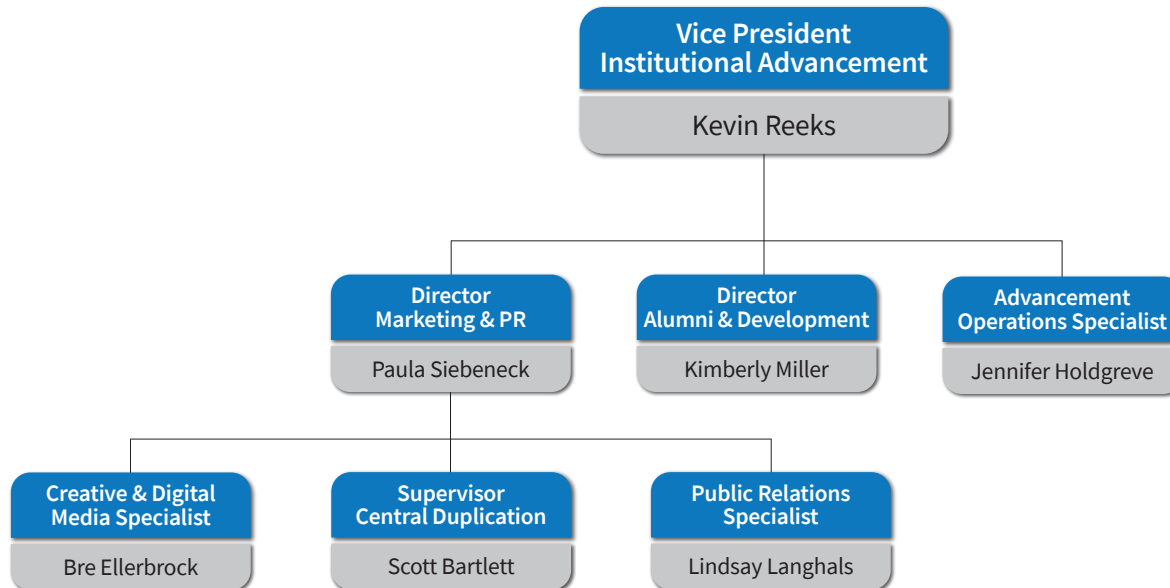 Vice President
Institutional Advancement
Kevin Reeks
Director
Marketing & PR
Paula Siebeneck
Director
Alumni & Development
Kimberly Miller
Advancement
Operations Specialist
Jennifer Holdgreve
Creative & Digital
Media Specialist
Bre Ellerbrock
Supervisor
Central Duplication
Scott Bartlett
Public Relations
Specialist
Lindsay Langhals